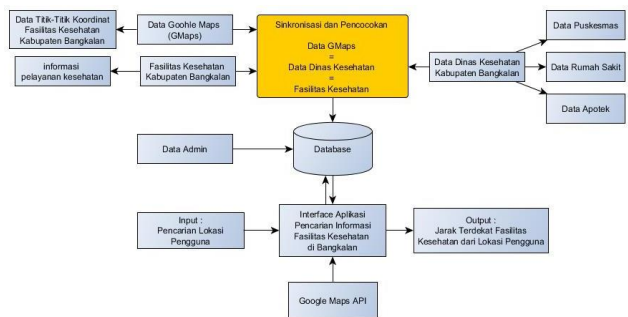 Data Titik-Titik Koordinat
Fasilitas Kesehatan
Kabupaten Bangkalan
Data Goohle Maps
(GMaps)
informasi
pelayanan kesehatan
Fasilitas Kesehatan
Kabupaten Bangkalan
Sinkronisasi dan Pencocokan
Data GMaps
=
Data Dinas Kesehatan
=
Fasilitas Kesehatan
Data Dinas Kesehatan
Kabupaten Bangkalan
Data Puskesmas
Data Rumah Sakit
Data Apotek
Data Admin
Database
Input :
Pencarian Lokasi
Pengguna
Interface Aplikasi
Pencarian Informasi
Fasilitas Kesehatan
di Bangkalan
Output :
Jarak Terdekat Fasilitas
Kesehatan dari Lokasi Pengguna
Google Maps API